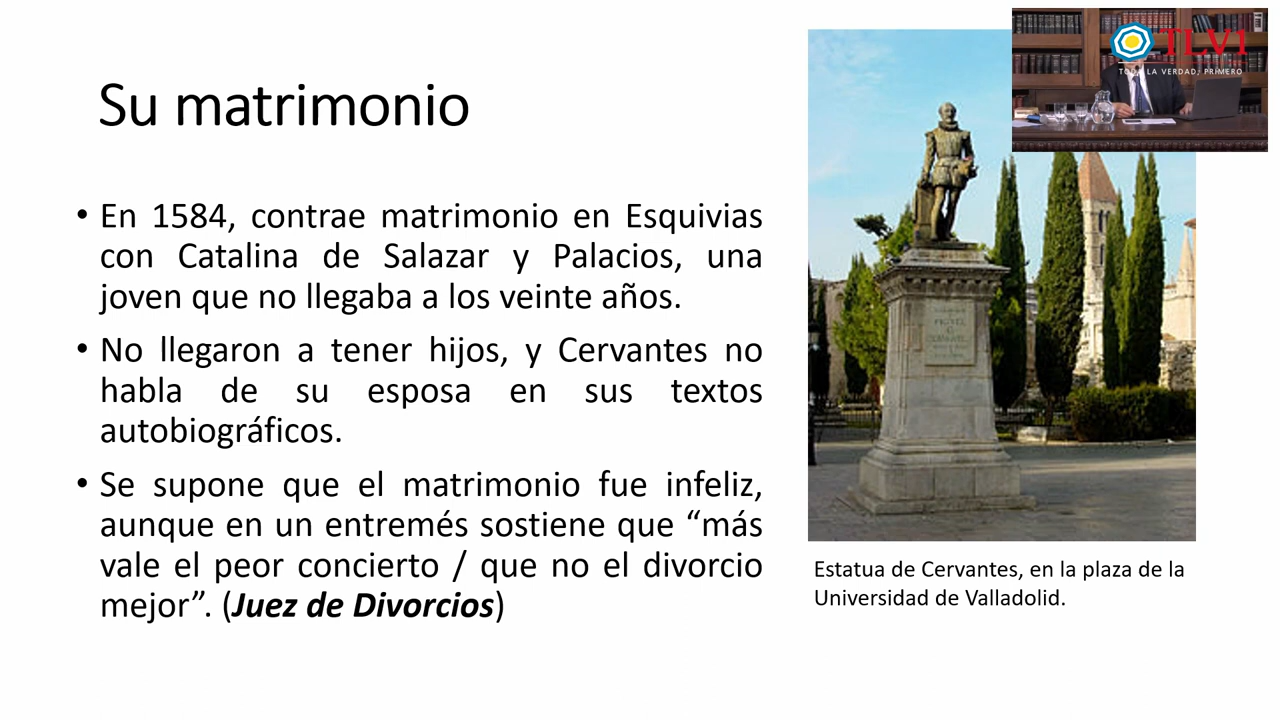 Su matrimonio
• En 1584, contrae matrimonio en Esquivias
con Catalina de Salazar y Palacios, una
joven que no llegaba a los veinte años.
• No llegaron a tener hijos, y Cervantes no
habla de su esposa en sus textos
autobiográficos.
• Se supone que el matrimonio fue infeliz,
aunque en un entremés sostiene que “más
vale el peor concierto / que no el divorcio
mejor”. (Juez de Divorcios)
TLV1
TODA LA VERDAD, PRIMERO
MIGUEL
Estatua de Cervantes, en la plaza de la
Universidad de Valladolid.